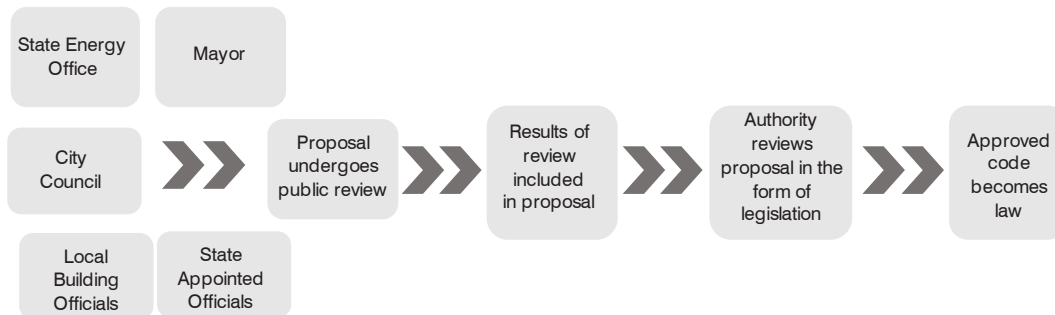 State Energy
Office
Mayor
City
Council
Local
Building
Officials
State
Appointed
Officials
Proposal
undergoes
public review
Results of
review
included
in proposal
Authority
reviews
proposal in the
form of
legislation
Approved
code
becomes
law